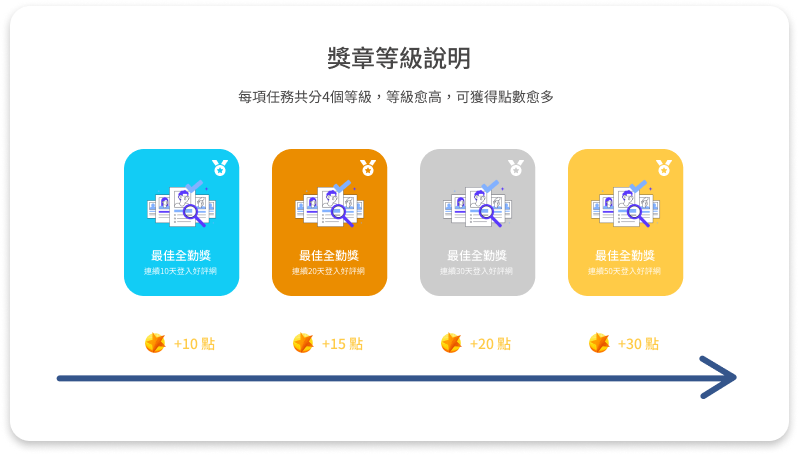 獎章等級說明
每項任務共分4個等級，等級愈高，可獲得點數愈多
最佳全勤獎
連續10天登入好評網
最佳全勤獎
連續20天登入好評網
最佳全勤獎
連續30天登入好評網
最佳全勤獎
連續50天登入好評網
+10 點
+15 點
+20 點
+30 點